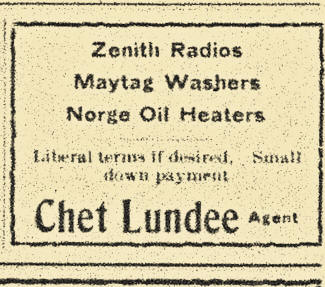 Zenith Radios
Maytag Washers
Norge Oil Heaters
Liberal terms if desired. Small
down payment
Chet Lundee Agent